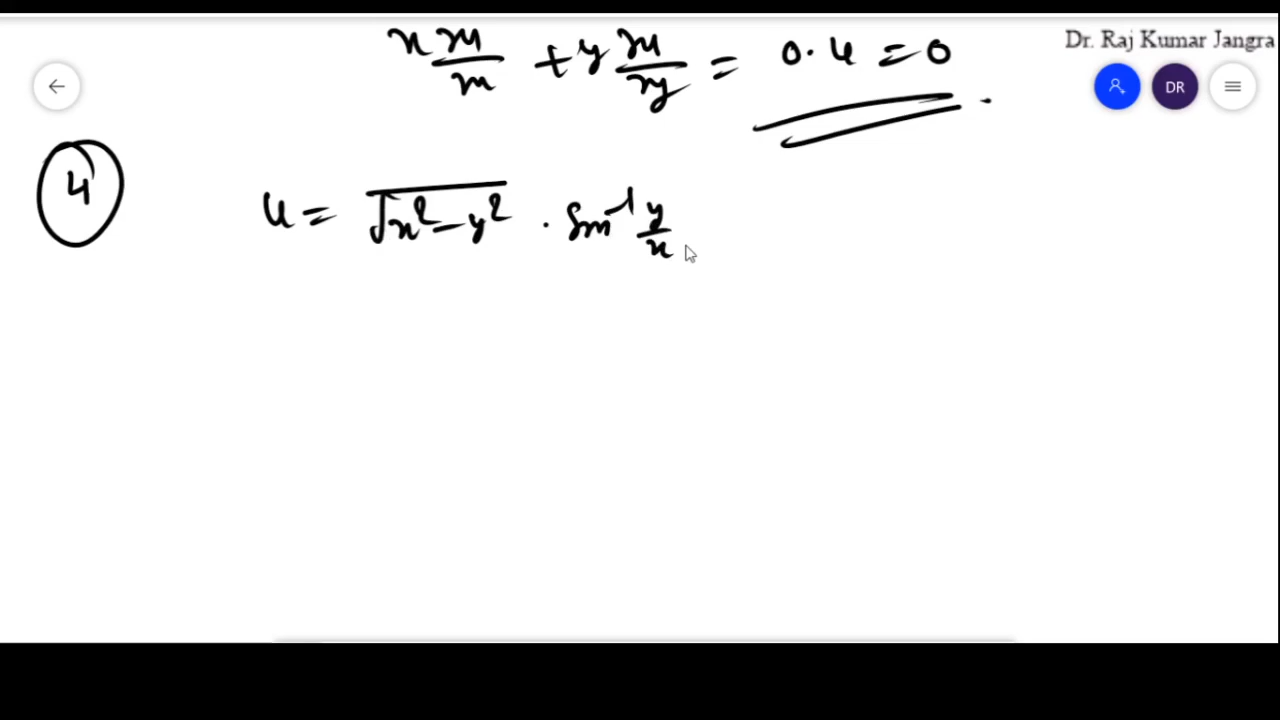 Dr. Raj Kumar Jangra
DR
x ∂u/∂x + y ∂u/∂y = 0·u = 0.
4
u = √x²-y² · Sin⁻¹ y/x